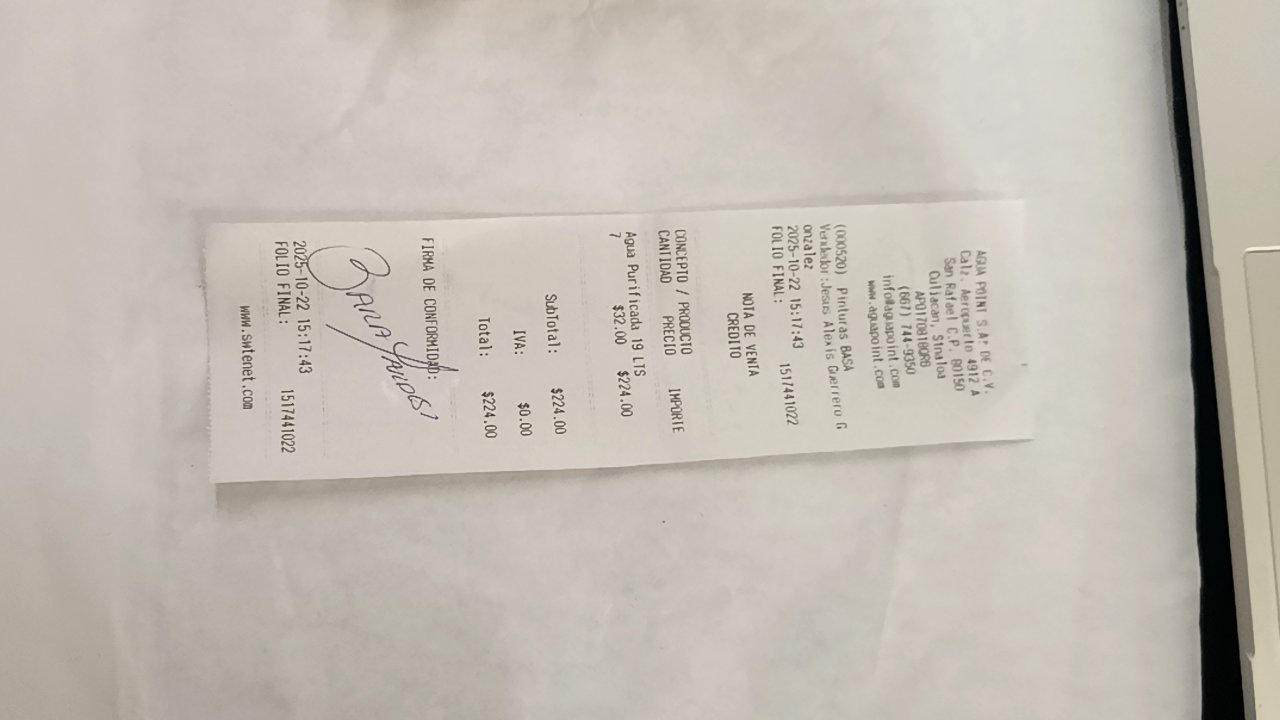 AGUA POINT S.A. DE C.V.
Calz. Aeropuerto 4912 A
San Rafael C.P. 80150
Culiacan, Sinaloa
APO170818QR6
(667) 744-9350
info@aguapoint.com
www.aguapoint.com
(000520) Pinturas BASA
Vendedor:Jesus Alexis Guerrero G
onzalez
2025-10-22 15:17:43
FOLIO FINAL: 1517441022
NOTA DE VENTA
CREDITO
CONCEPTO / PRODUCTO
CANTIDAD PRECIO IMPORTE
Agua Purificada 19 LTS
7 $32.00 $224.00
SubTotal: $224.00
IVA: $0.00
Total: $224.00
FIRMA DE CONFORMIDAD:
2025-10-22 15:17:43
FOLIO FINAL: 1517441022
www.swtenet.com